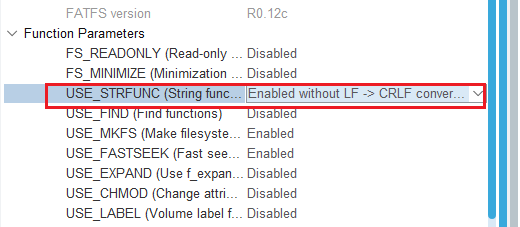 FATFS version R0.12c
Function Parameters
FS_READONLY (Read-only ... Disabled
FS_MINIMIZE (Minimization ... Disabled
USE_STRFUNC (String func... Enabled without LF -> CRLF conver...
USE_FIND (Find functions) Disabled
USE_MKFS (Make filesyste... Enabled
USE_FASTSEEK (Fast see... Enabled
USE_EXPAND (Use f_expan... Disabled
USE_CHMOD (Change attri... Disabled
USE_LABEL (Volume label f... Disabled